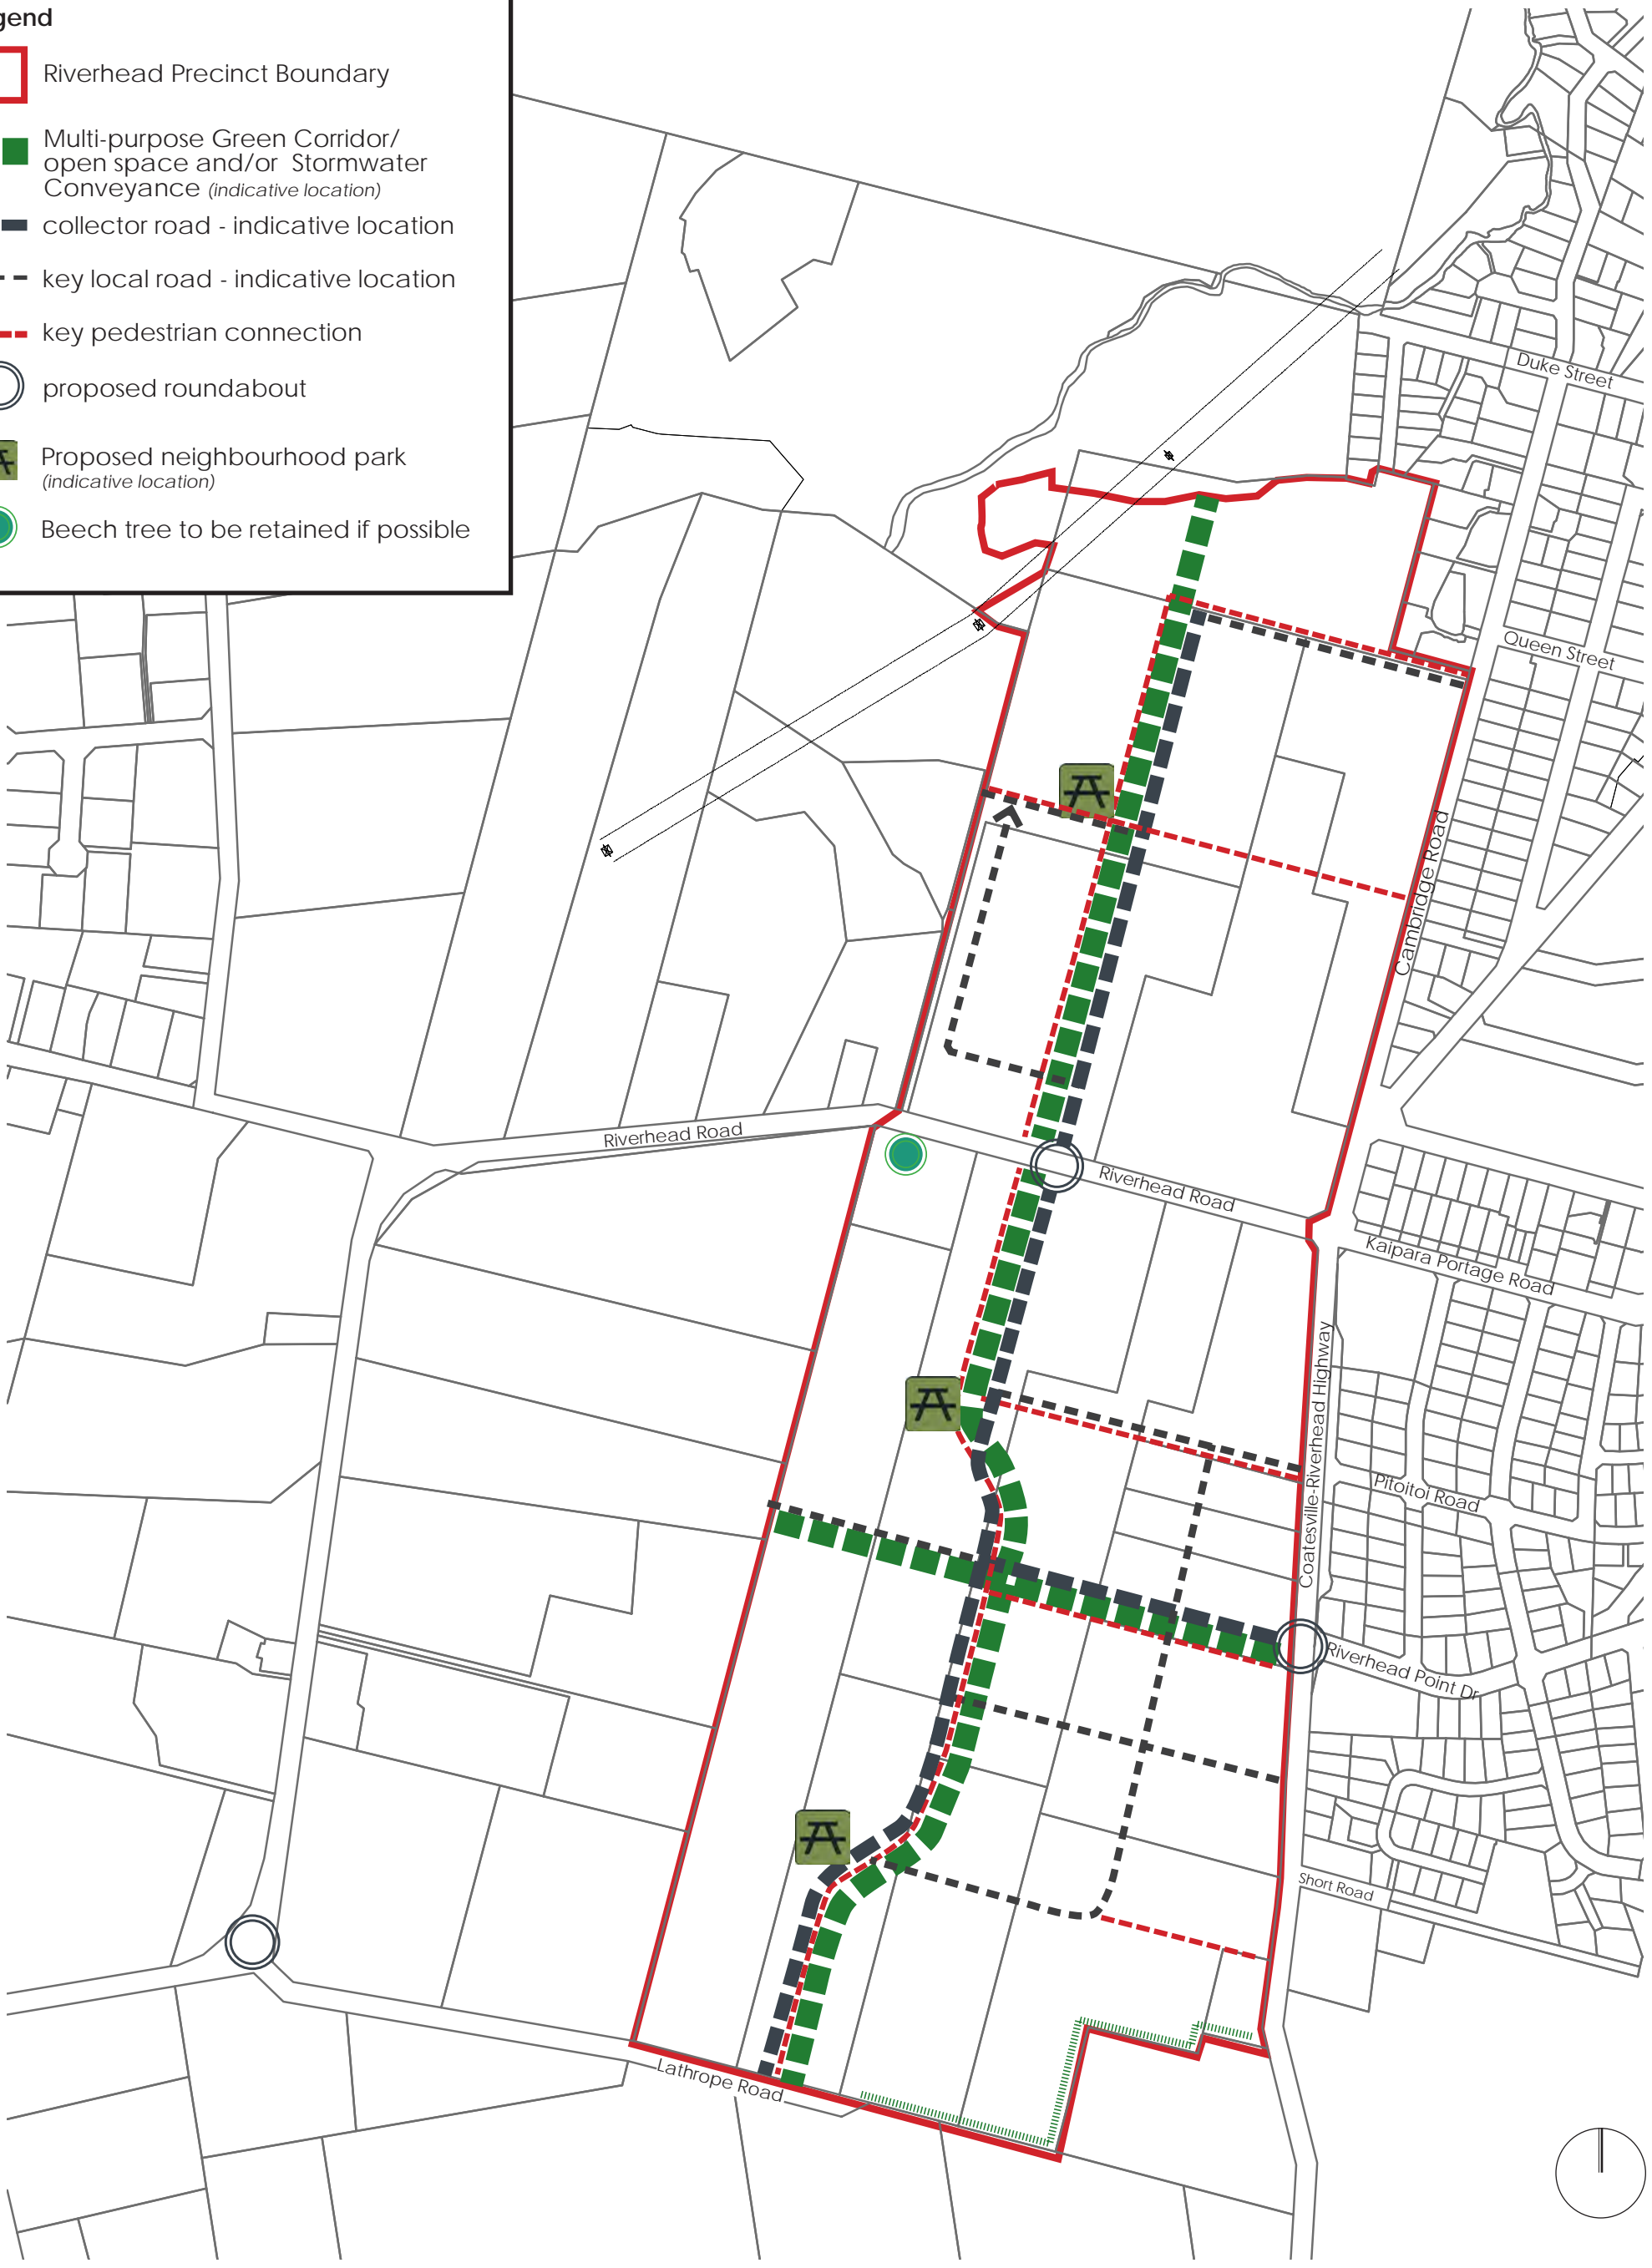 gend
Riverhead Precinct Boundary
Multi-purpose Green Corridor/
open space and/or Stormwater
Conveyance (indicative location)
collector road - indicative location
key local road - indicative location
key pedestrian connection
proposed roundabout
Proposed neighbourhood park
(indicative location)
Beech tree to be retained if possible
Duke Street
Queen Street
Cambridge Road
Riverhead Road
Riverhead Road
Kaipara Portage Road
Coatesville-Riverhead Highway
Pitoitoi Road
Riverhead Point Dr
Short Road
Lathrope Road